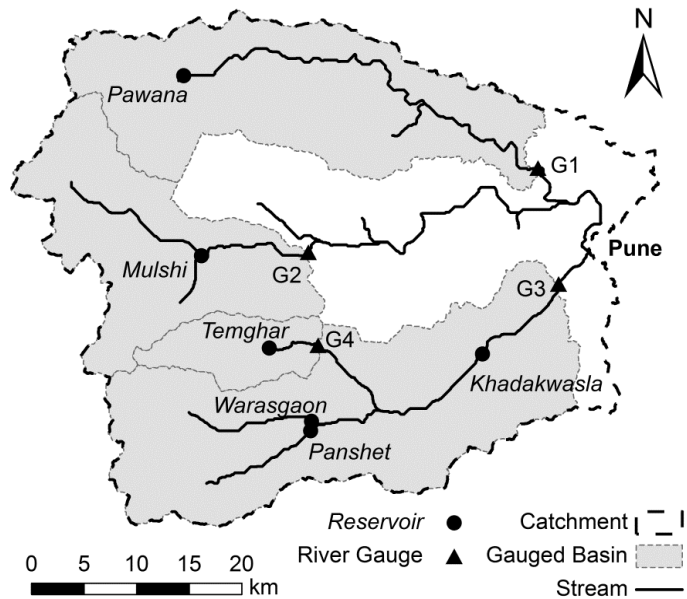 N
Pawana
G1
Pune
Mulshi
G2
G3
Temghar
G4
Khadakwasla
Warasgaon
Panshet
Reservoir
Catchment
River Gauge
Gauged Basin
Stream
0 5 10 15 20
km